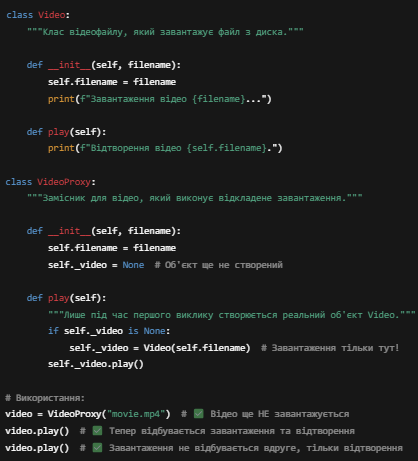 class Video:
    """Клас відеофайлу, який завантажує файл з диска."""

    def __init__(self, filename):
        self.filename = filename
        print(f"Завантаження відео {filename}...")

    def play(self):
        print(f"Відтворення відео {self.filename}.")

class VideoProxy:
    """Замісник для відео, який виконує відкладене завантаження."""

    def __init__(self, filename):
        self.filename = filename
        self._video = None  # Об'єкт ще не створений

    def play(self):
        """Лише під час першого виклику створюється реальний об'єкт Video."""
        if self._video is None:
            self._video = Video(self.filename)  # Завантаження тільки тут!
        self._video.play()

# Використання:
video = VideoProxy("movie.mp4")  # ✅ Відео ще НЕ завантажується
video.play()  # ✅ Тепер відбувається завантаження та відтворення
video.play()  # ✅ Завантаження не відбувається вдруге, тільки відтворення